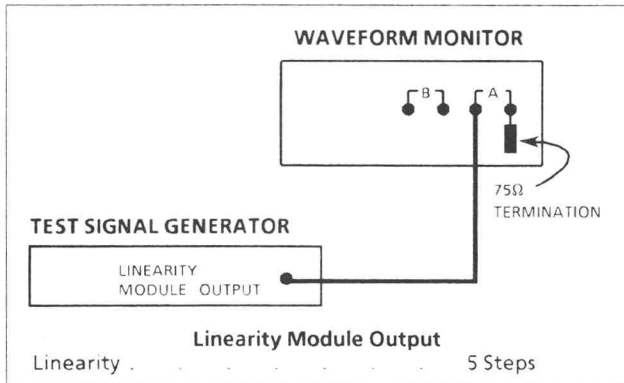 WAVEFORM MONITOR
B A
75Ω
TERMINATION
TEST SIGNAL GENERATOR
LINEARITY
MODULE OUTPUT
Linearity Module Output
Linearity . . . . . . . 5 Steps